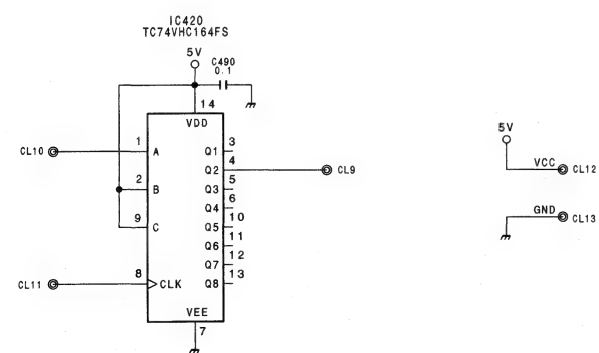 IC420
TC74VHC164FS
5V
C490
0.1
14
VDD
CL10
1
A
Q1
3
Q2
4
CL9
2
B
Q3
5
Q4
6
9
C
Q5
10
Q6
11
Q7
12
CL11
8
CLK
Q8
13
VEE
7
5V
VCC
CL12
GND
CL13